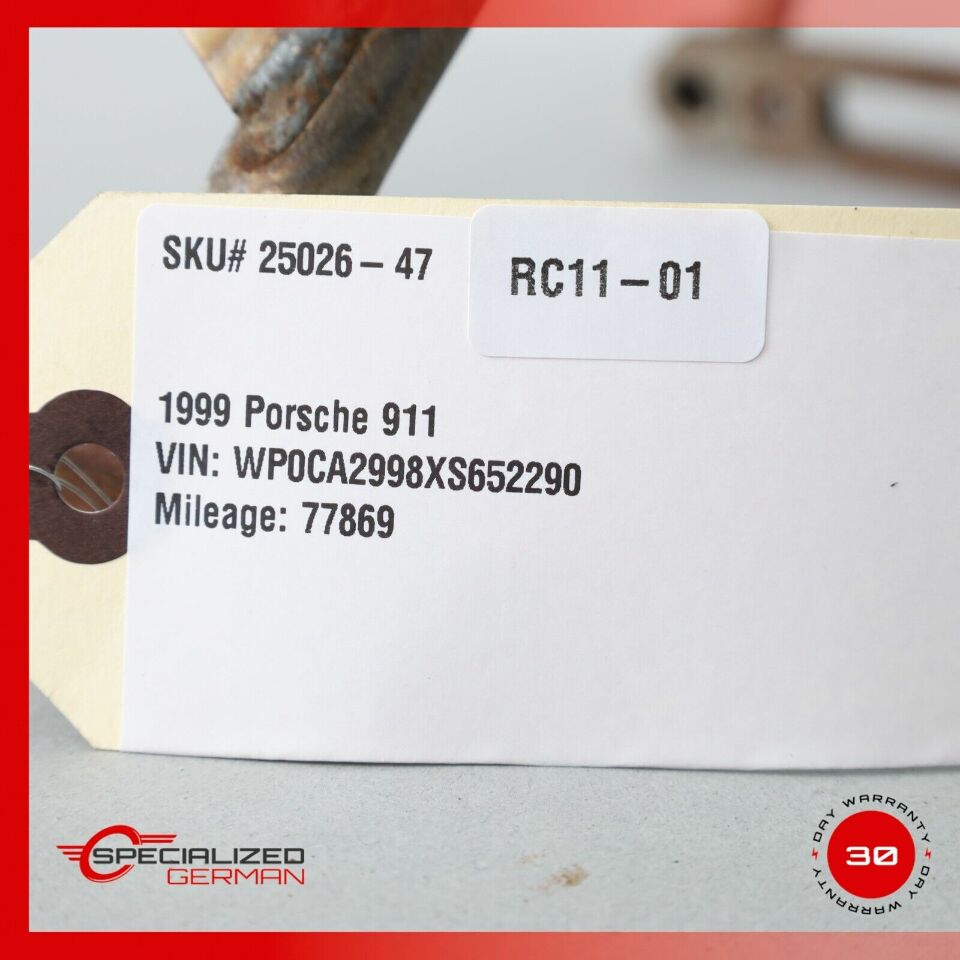 SKU# 25026-47
RC11-01
1999 Porsche 911
VIN: WP0CA2998XS652290
Mileage: 77869
SPECIALIZED
GERMAN
DAY WARRANTY
30
DAY WARRANTY